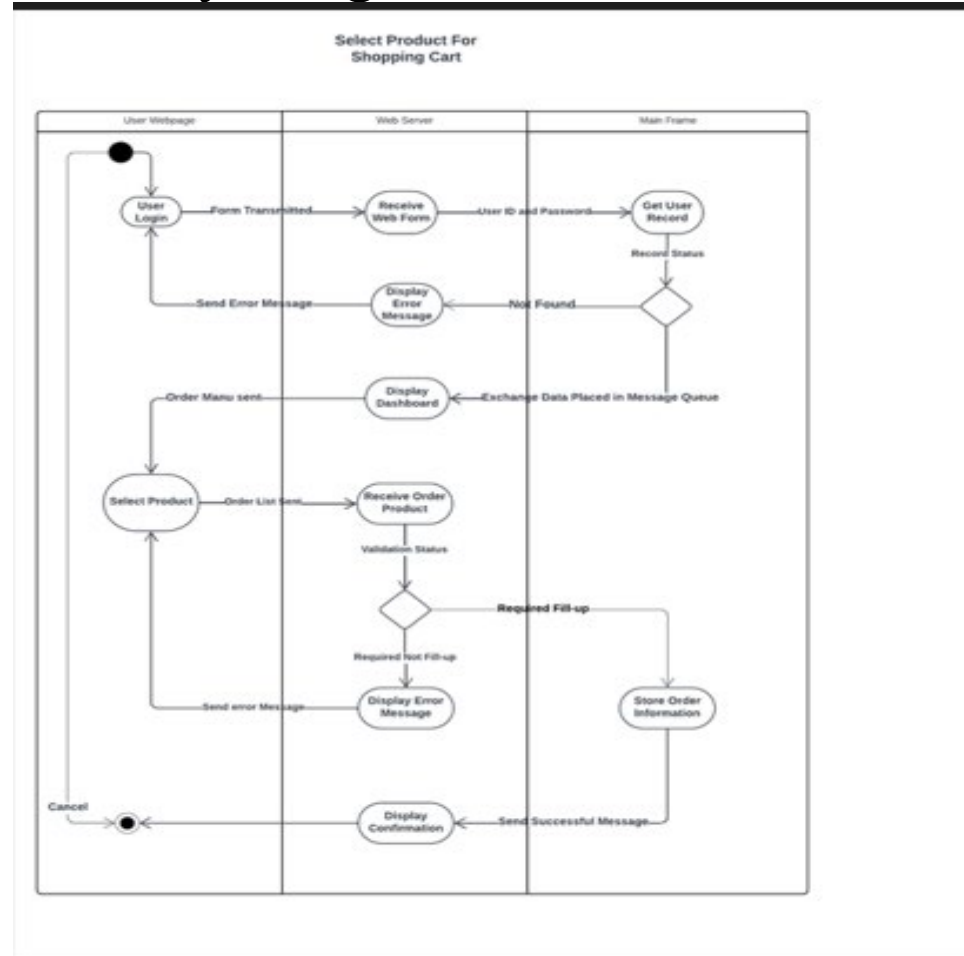 Select Product For
Shopping Cart
User Webpage
Web Server
Main Frame
User
Login
Form Transmitted
Receive
Web Form
User ID and Password
Get User
Record
Record Status
Send Error Message
Display
Error
Message
Not Found
Order Manu sent
Display
Dashboard
Exchange Data Placed in Message Queue
Select Product
Order List Sent
Receive Order
Product
Validation Status
Required Fill-up
Required Not Fill-up
Send error Message
Display Error
Message
Store Order
Information
Cancel
Display
Confirmation
Send Successful Message